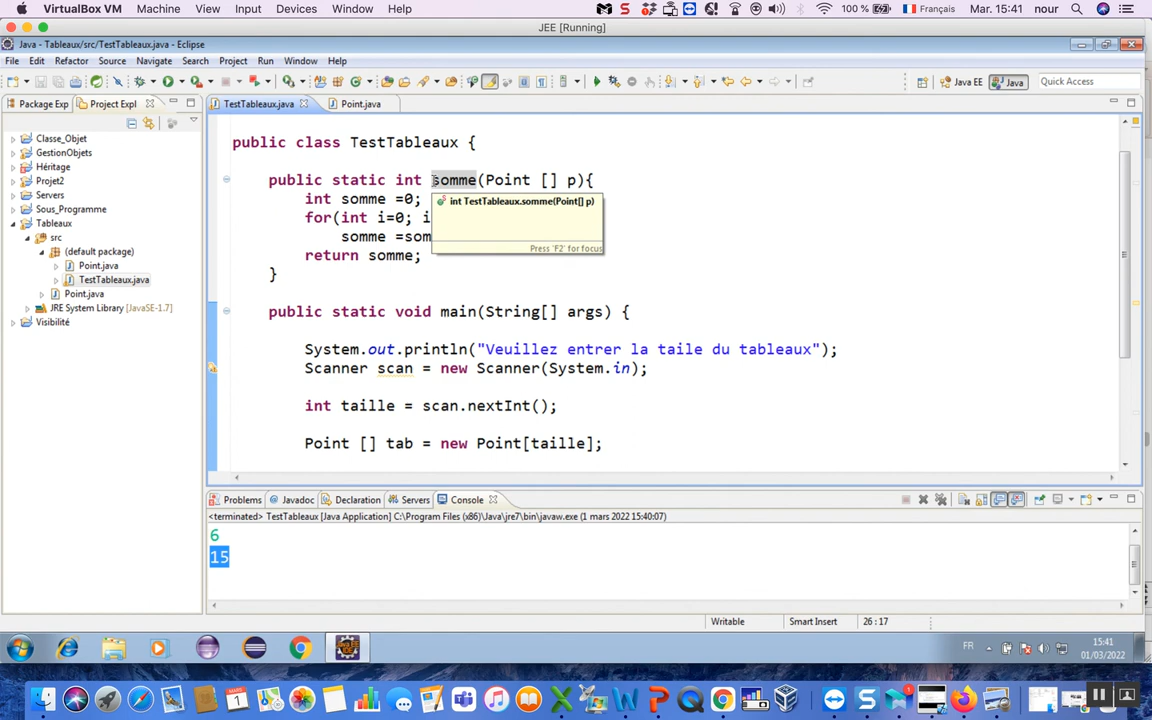 VirtualBox VM Machine View Input Devices Window Help 100 % Français Mar. 15:41 nour
JEE [Running]
Java - Tableaux/src/TestTableaux.java - Eclipse
File Edit Refactor Source Navigate Search Project Run Window Help
Java EE Java Quick Access
Package Exp Project Expl TestTableaux.java Point.java
Classe_Objet
GestionObjets
Héritage
Projet2
Servers
Sous_Programme
Tableaux
src
(default package)
Point.java
TestTableaux.java
Point.java
JRE System Library [JavaSE-1.7]
Visibilité
public class TestTableaux {
public static int somme(Point [] p){
int somme =0;
for(int i=0; i
somme =som
return somme;
}
int TestTableaux.somme(Point[] p)
Press 'F2' for focus
public static void main(String[] args) {
System.out.println("Veuillez entrer la taile du tableaux");
Scanner scan = new Scanner(System.in);
int taille = scan.nextInt();
Point [] tab = new Point[taille];
Problems Javadoc Declaration Servers Console
<terminated> TestTableaux [Java Application] C:\Program Files (x86)\Java\jre7\bin\javaw.exe (1 mars 2022 15:40:07)
6
15
Writable Smart Insert 26 : 17
FR 15:41
01/03/2022